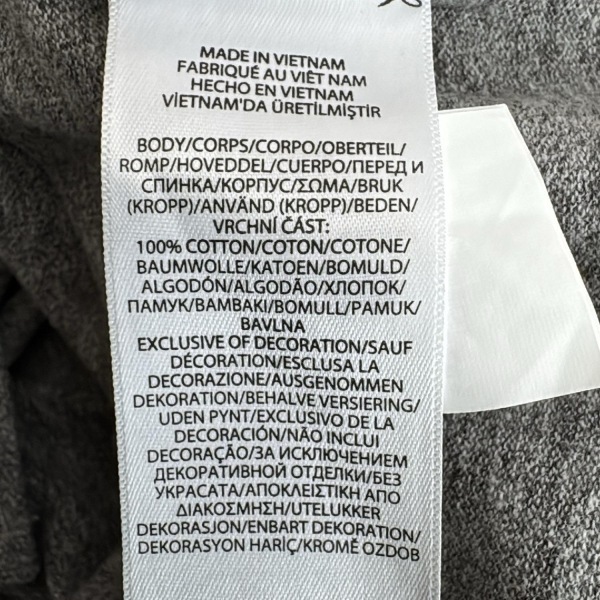 MADE IN VIETNAM
FABRIQUÉ AU VIÊT NAM
HECHO EN VIETNAM
VİETNAM'DA ÜRETİLMİŞTİR
BODY/CORPS/CORPO/OBERTEIL/
ROMP/HOVEDDEL/CUERPO/ПЕРЕД И
СПИНКА/КОРПУС/ΣΩΜΑ/BRUK
(KROPP)/ANVÄND (KROPP)/BEDEN/
VRCHNÍ ČÁST:
100% COTTON/COTON/COTONE/
BAUMWOLLE/KATOEN/BOMULD/
ALGODÓN/ALGODÃO/ХЛОПОК/
ПАМУК/BAMBAKI/BOMULL/PAMUK/
BAVLNA
EXCLUSIVE OF DECORATION/SAUF
DÉCORATION/ESCLUSA LA
DECORAZIONE/AUSGENOMMEN
DEKORATION/BEHALVE VERSIERING/
UDEN PYNT/EXCLUSIVO DE LA
DECORACIÓN/NÃO INCLUI
DECORAÇÃO/ЗА ИСКЛЮЧЕНИЕМ
ДЕКОРАТИВНОЙ ОТДЕЛКИ/БЕЗ
УКРАСАТА/ΑΠΟΚΛΕΙΣΤΙΚΗ ΑΠΟ
ΔΙΑΚΟΣΜΗΣΗ/UTELUKKER
DEKORASJON/ENBART DEKORATION/
DEKORASYON HARİÇ/KROMĚ OZDOB